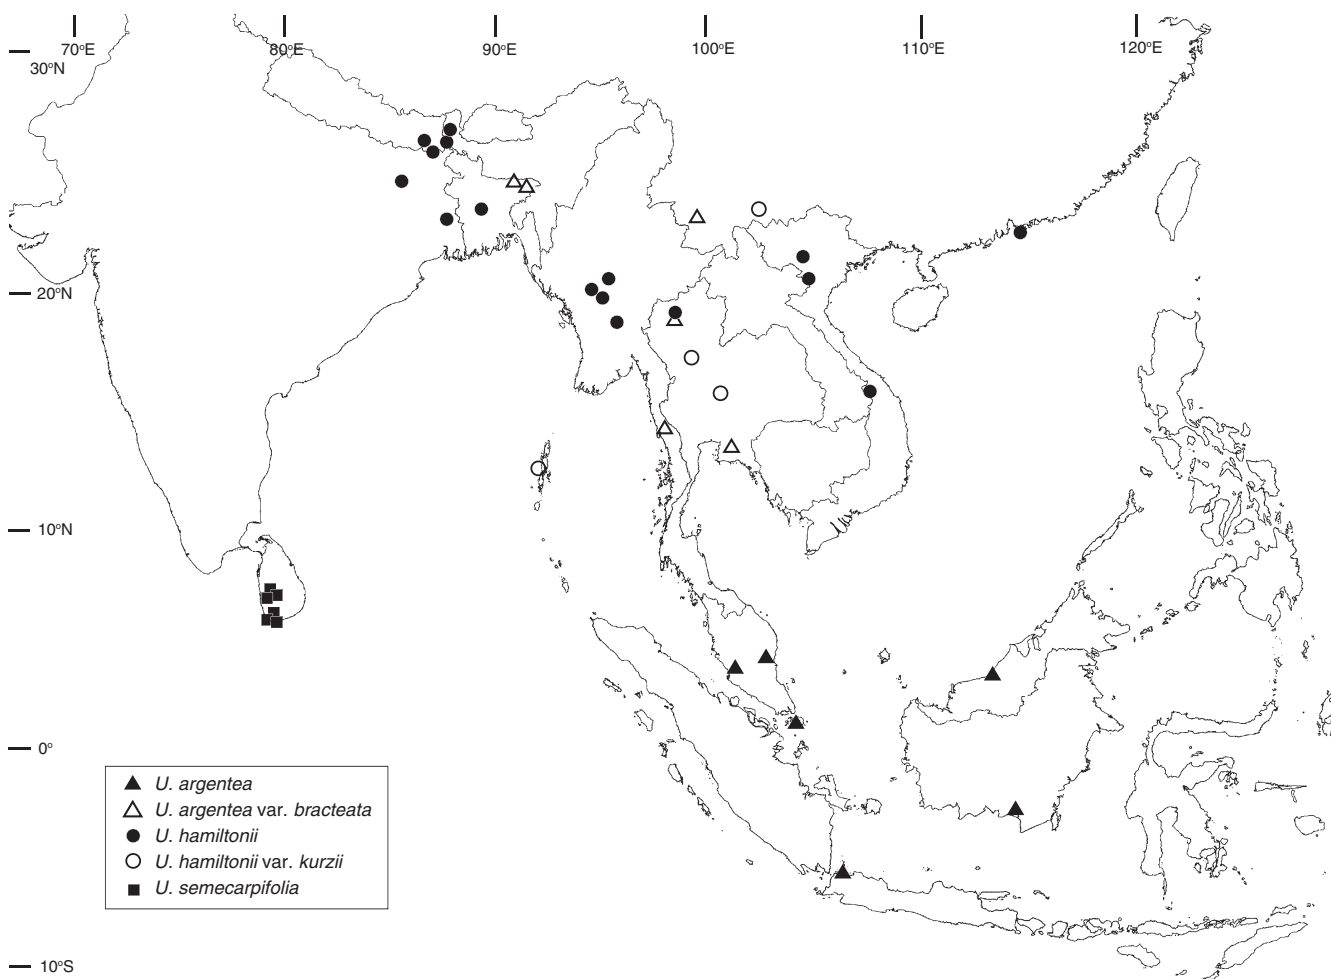 70°E 80°E 90°E 100°E 110°E 120°E
30°N
20°N
10°N
0°
10°S
U. argentea
U. argentea var. bracteata
U. hamiltonii
U. hamiltonii var. kurzii
U. semecarpifolia